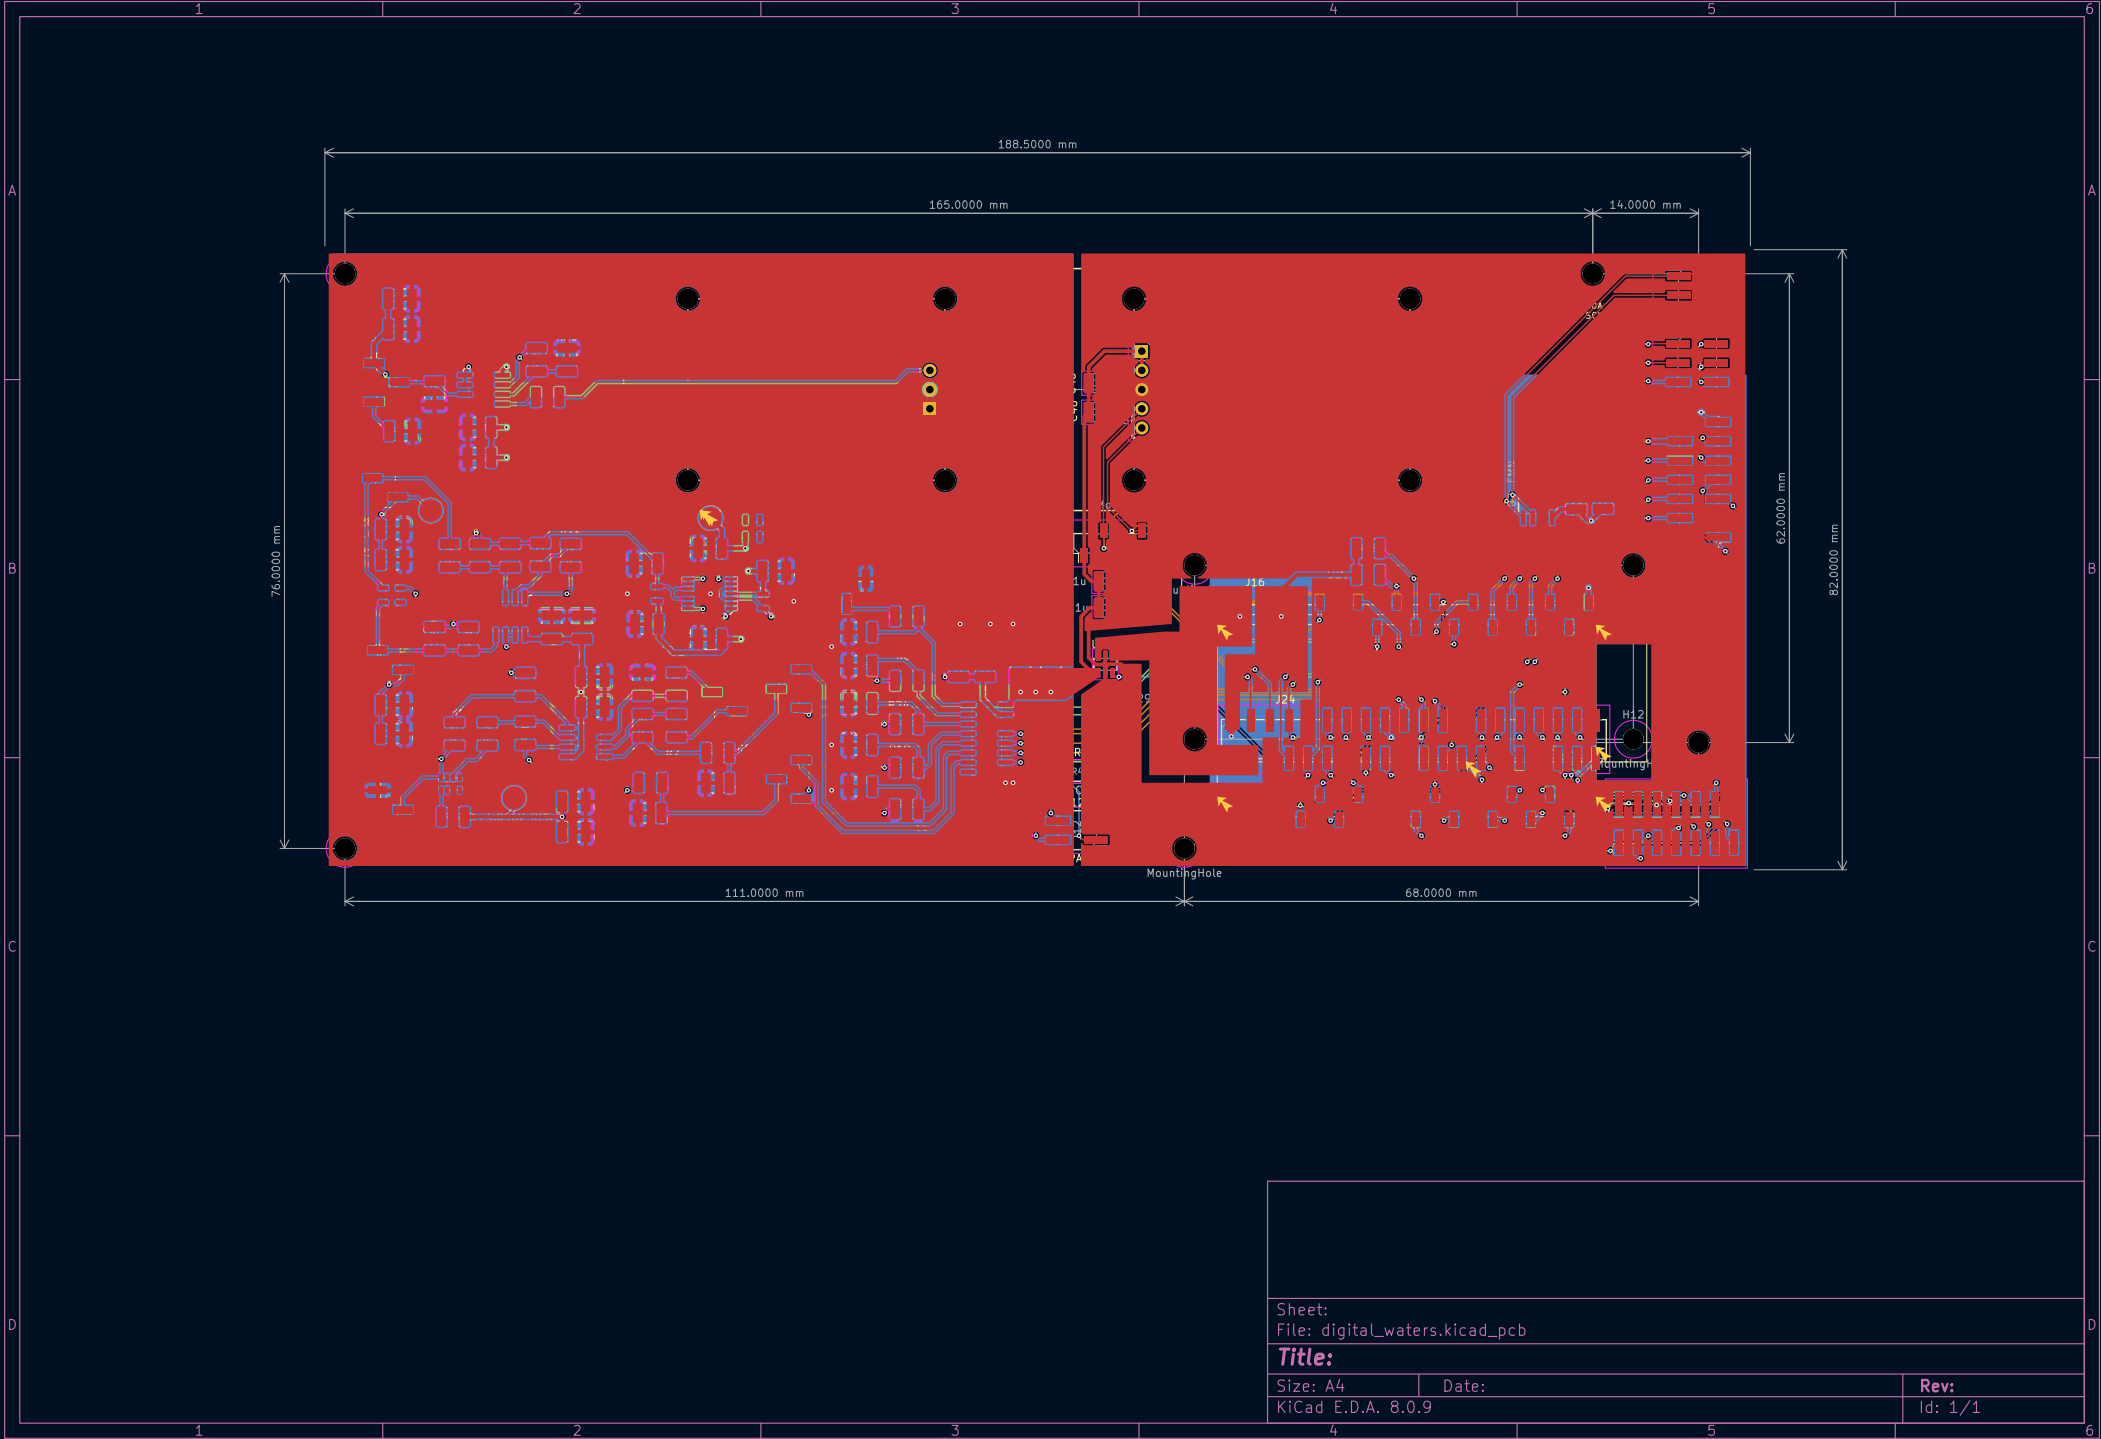 1 2 3 4 5 6
A A
188.5000 mm
165.0000 mm 14.0000 mm
76.0000 mm
62.0000 mm
82.0000 mm
B B
1u
J16
1u
J24
H12
MountingHole
111.0000 mm 68.0000 mm
C C
D D
Sheet:
File: digital_waters.kicad_pcb
Title:
Size: A4 Date: Rev:
KiCad E.D.A. 8.0.9 Id: 1/1
1 2 3 4 5 6